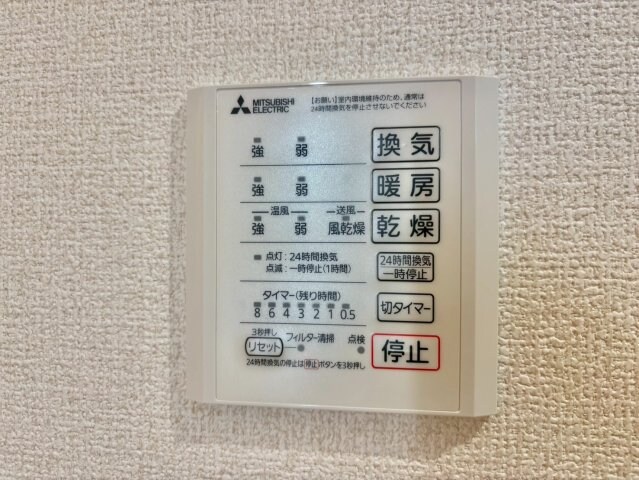 MITSUBISHI
ELECTRIC
【お願い】室内環境維持のため、通常は
24時間換気を停止させないでください
強 弱 換気
強 弱 暖房
温風 送風
強 弱 風乾燥 乾燥
点灯：24時間換気
点滅：一時停止(1時間)
24時間換気
一時停止
タイマー(残り時間)
8 6 4 3 2 1 0.5
切タイマー
3秒押し
リセット フィルター清掃 点検
停止
24時間換気の停止は停止ボタンを3秒押し